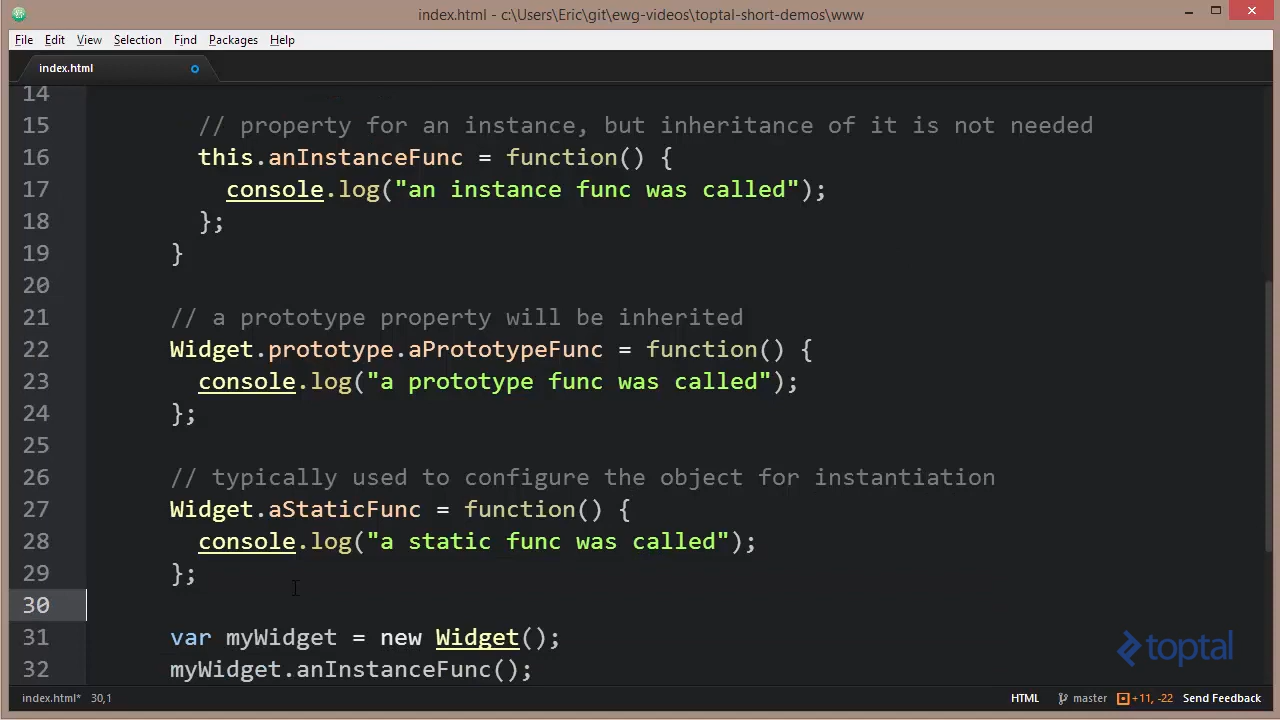 index.html - c:\Users\Eric\git\ewg-videos\toptal-short-demos\www
File Edit View Selection Find Packages Help
index.html
14
15 // property for an instance, but inheritance of it is not needed
16 this.anInstanceFunc = function() {
17 console.log("an instance func was called");
18 };
19 }
20
21 // a prototype property will be inherited
22 Widget.prototype.aPrototypeFunc = function() {
23 console.log("a prototype func was called");
24 };
25
26 // typically used to configure the object for instantiation
27 Widget.aStaticFunc = function() {
28 console.log("a static func was called");
29 };
30
31 var myWidget = new Widget();
32 myWidget.anInstanceFunc();
toptal
index.html* 30,1 HTML master +11, -22 Send Feedback